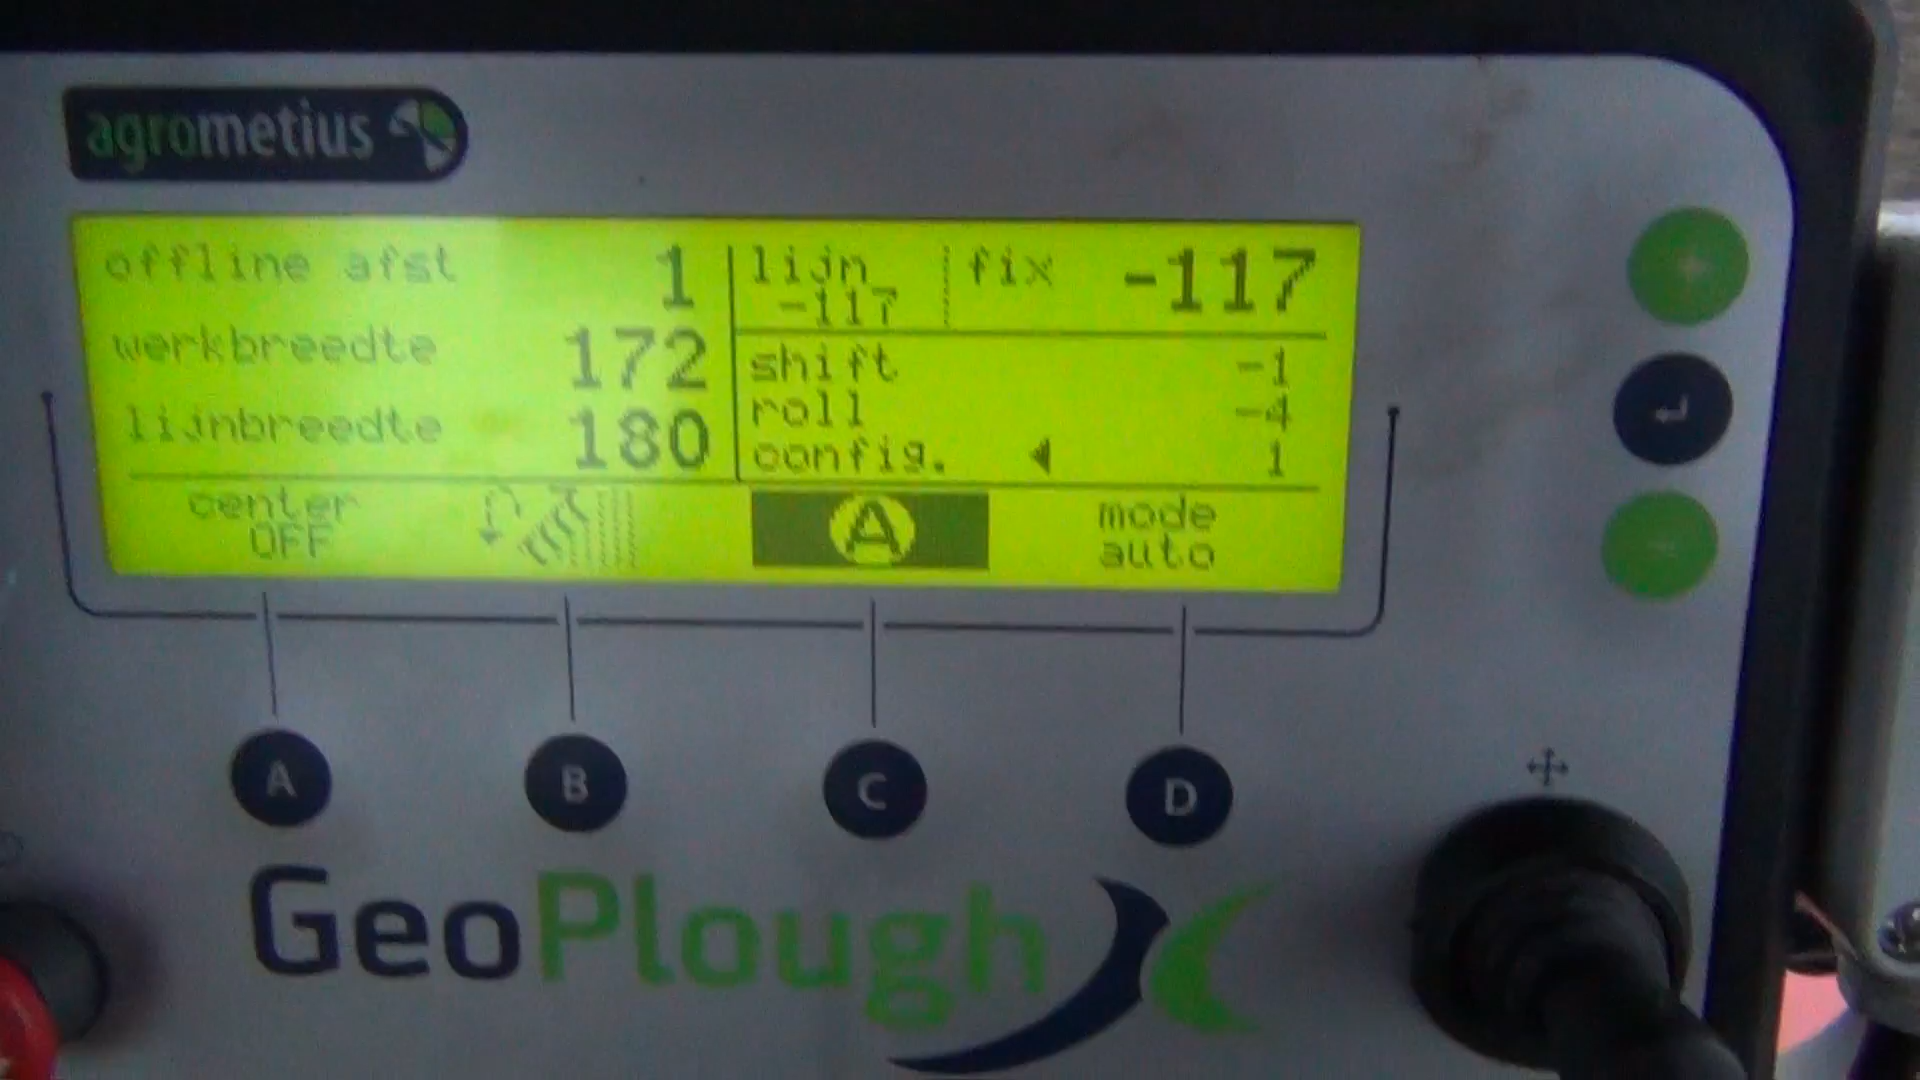 agrometius
offline afst 1
werkbreedte 172
lijnbreedte 180
lijn
-117
fix -117
shift -1
roll -4
config. 1
center
OFF
A
mode
auto
A B C D
GeoPlough